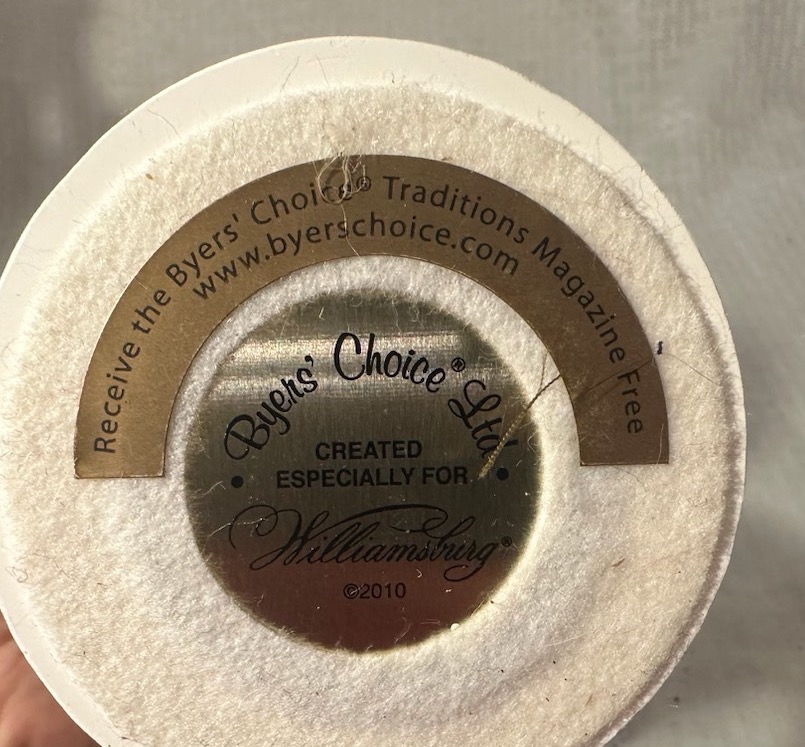 Receive the Byers' Choice® Traditions Magazine Free
www.byerschoice.com
Byers' Choice® Ltd
CREATED
• ESPECIALLY FOR •
Williamsburg®
©2010